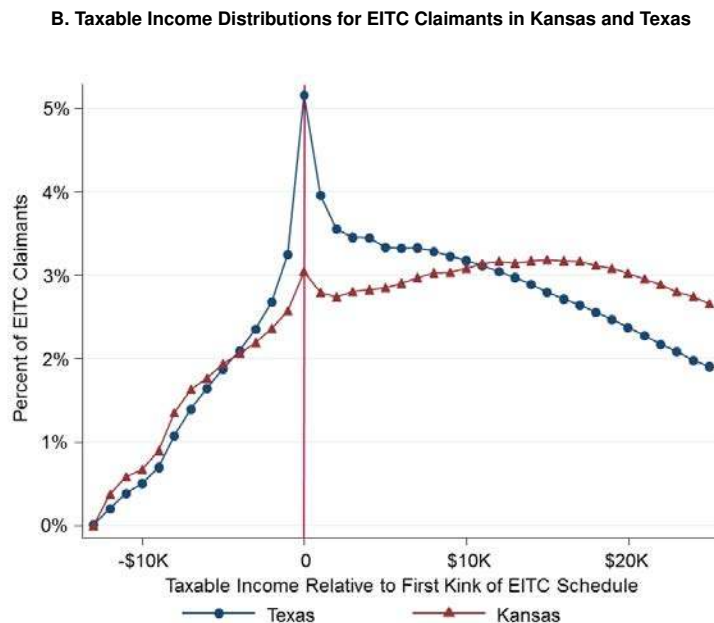 B. Taxable Income Distributions for EITC Claimants in Kansas and Texas
Percent of EITC Claimants
5%
4%
3%
2%
1%
0%
-$10K 0 $10K $20K
Taxable Income Relative to First Kink of EITC Schedule
Texas Kansas